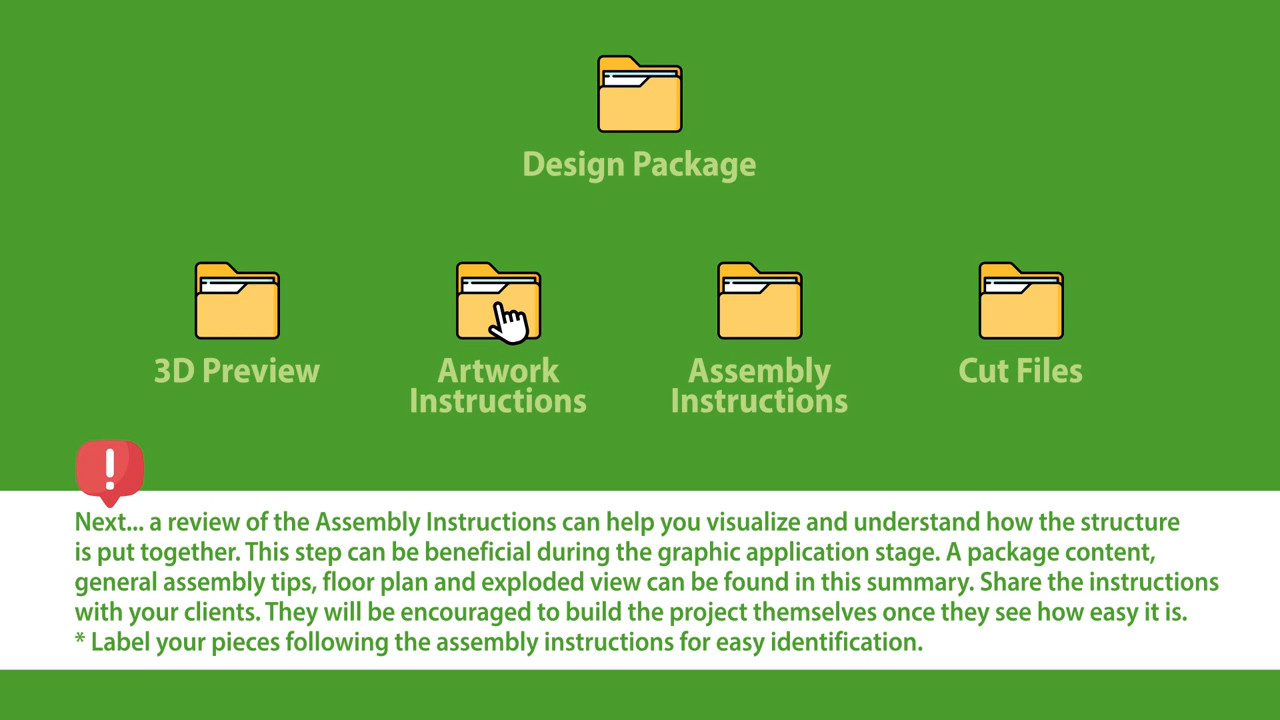 Design Package
3D Preview
Artwork
Instructions
Assembly
Instructions
Cut Files
!
Next... a review of the Assembly Instructions can help you visualize and understand how the structure
is put together. This step can be beneficial during the graphic application stage. A package content,
general assembly tips, floor plan and exploded view can be found in this summary. Share the instructions
with your clients. They will be encouraged to build the project themselves once they see how easy it is.
* Label your pieces following the assembly instructions for easy identification.